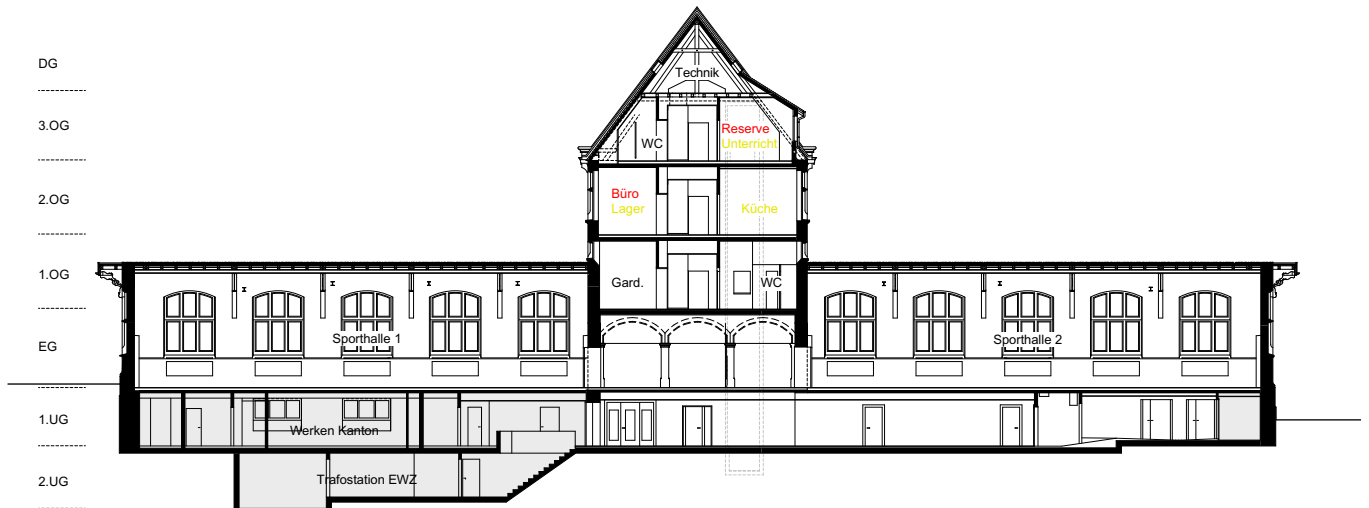 DG
Technik
3.OG
WC
Reserve
Unterricht
2.OG
Büro
Lager
Küche
1.OG
Gard.
WC
EG
Sporthalle 1
Sporthalle 2
1.UG
Werken Kanton
2.UG
Trafostation EWZ